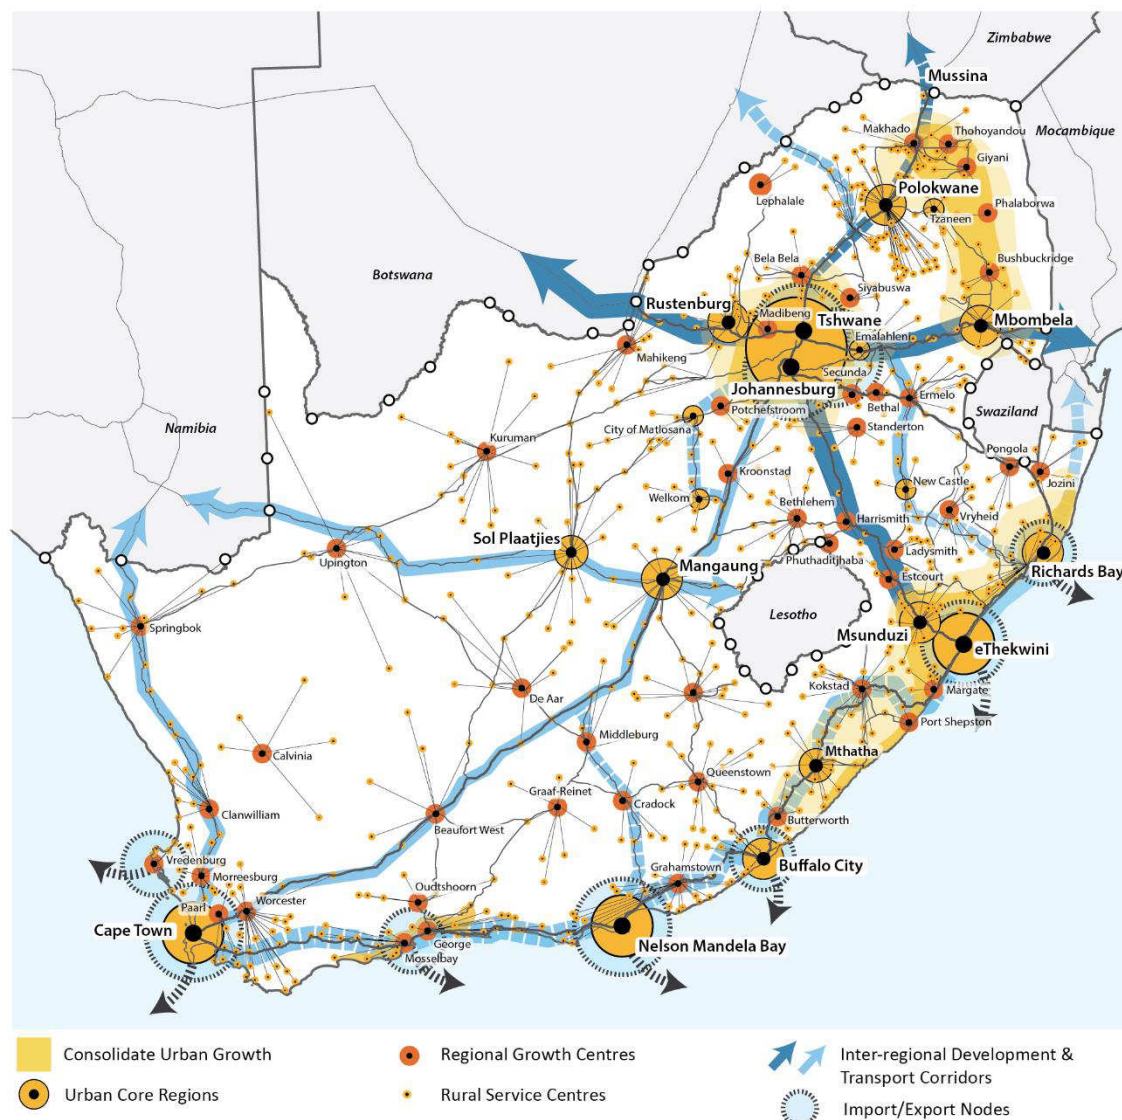 Zimbabwe
Mussina
Makhado
Thohoyandou
Mocambique
Giyani
Polokwane
Lephalale
Tzaneen
Phalaborwa
Bela Bela
Bushbuckridge
Botswana
Siyabuswa
Rustenburg
Madibeng
Tshwane
Mbombela
Emalahleni
Mahikeng
Secunda
Johannesburg
Bethal
Ermelo
Swaziland
Potchefstroom
City of Matlosana
Standerton
Namibia
Kuruman
Pongola
Kroonstad
Jozini
Welkom
New Castle
Bethlehem
Harrismith
Vryheid
Sol Plaatjies
Phuthaditjhaba
Ladysmith
Upington
Mangaung
Estcourt
Richards Bay
Lesotho
Springbok
Msunduzi
eThekwini
De Aar
Kokstad
Margate
Port Shepston
Middleburg
Calvinia
Mthatha
Queenstown
Graaf-Reinet
Clanwilliam
Cradock
Beaufort West
Butterworth
Vredenburg
Buffalo City
Morreesburg
Grahamstown
Oudtshoorn
Paarl
Worcester
Cape Town
George
Nelson Mandela Bay
Mosselbay
Consolidate Urban Growth
Regional Growth Centres
Inter-regional Development &
Transport Corridors
Urban Core Regions
Rural Service Centres
Import/Export Nodes